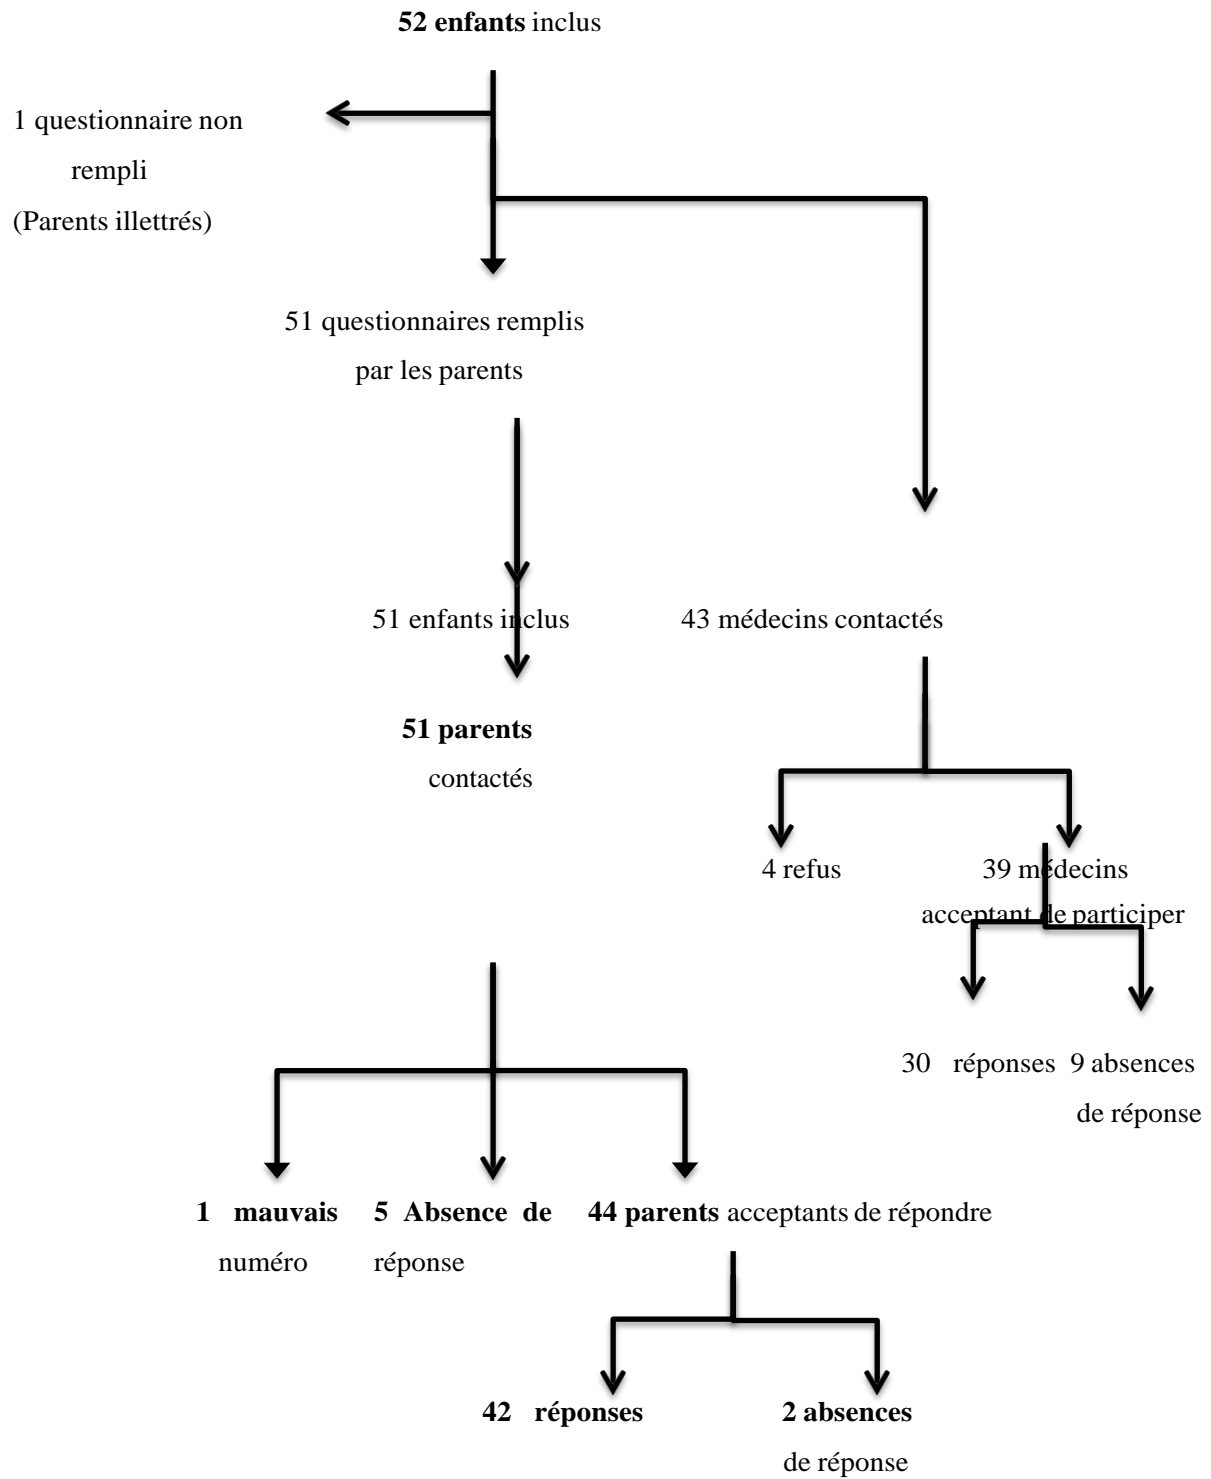 52 enfants inclus
1 questionnaire non
rempli
(Parents illettrés)
51 questionnaires remplis
par les parents
51 enfants inclus
43 médecins contactés
51 parents
contactés
4 refus
39 médecins
acceptant de participer
30 réponses
9 absences
de réponse
1 mauvais
numéro
5 Absence de
réponse
44 parents acceptants de répondre
42 réponses
2 absences
de réponse